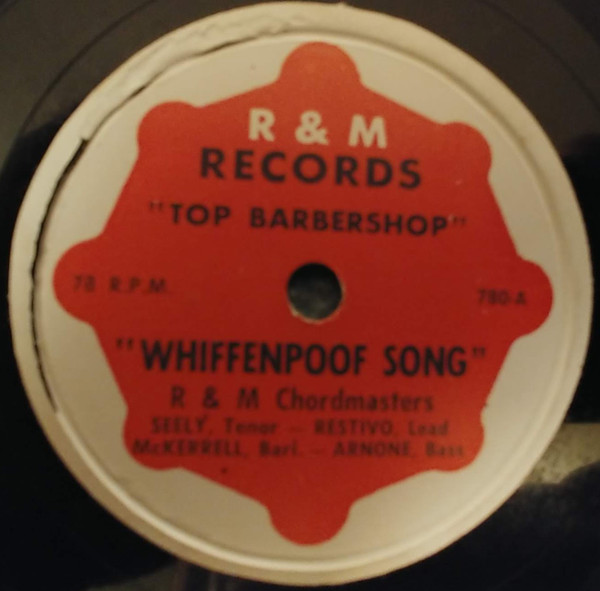 R & M
RECORDS
"TOP BARBERSHOP"
78 R.P.M. 780-A
"WHIFFENPOOF SONG"
R & M Chordmasters
SEELY, Tenor — RESTIVO, Lead
McKERRELL, Bari. — ARNONE, Bass